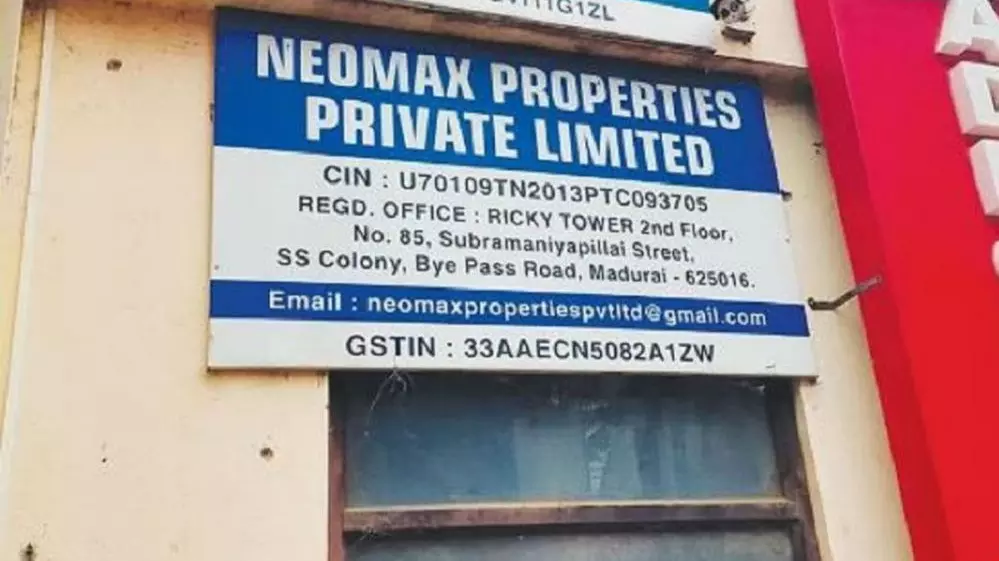 NEOMAX PROPERTIES
PRIVATE LIMITED
CIN : U70109TN2013PTC093705
REGD. OFFICE : RICKY TOWER 2nd Floor,
No. 85, Subramaniyapillai Street,
SS Colony, Bye Pass Road, Madurai - 625016.
Email : neomaxpropertiespvtltd@gmail.com
GSTIN : 33AAECN5082A1ZW